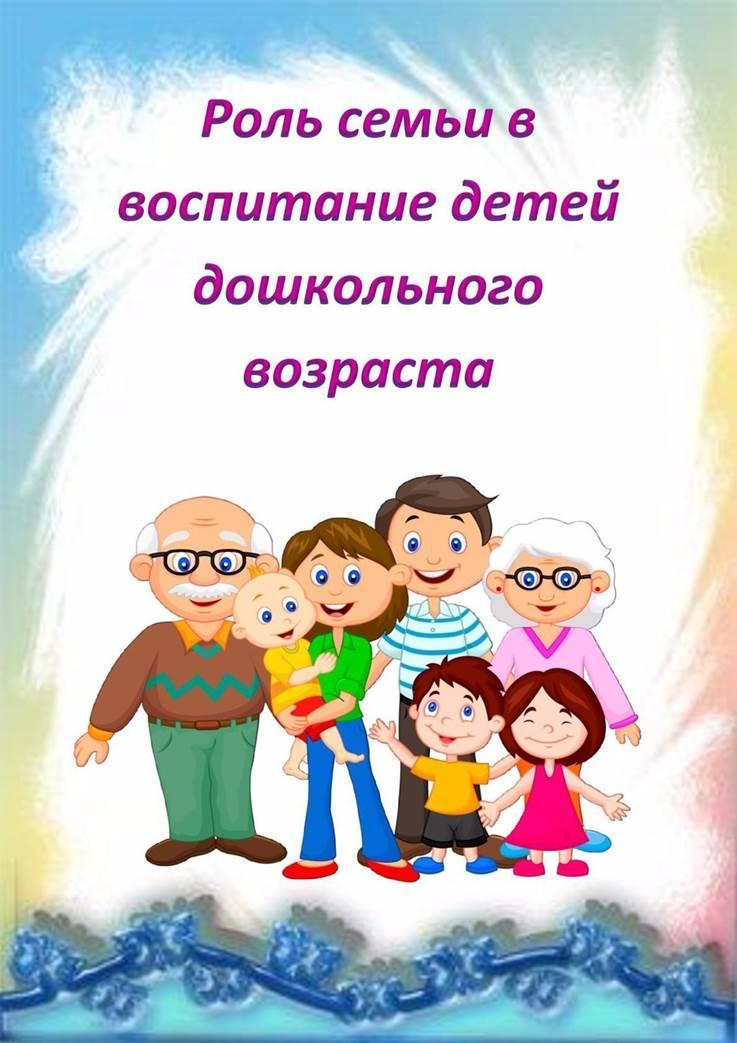 Роль семьи в
воспитание детей
дошкольного
возраста